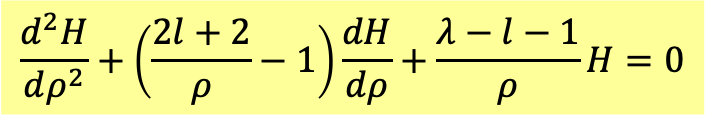 d²H/dρ² + ((2l + 2)/ρ − 1) dH/dρ + (λ − l − 1)/ρ H = 0